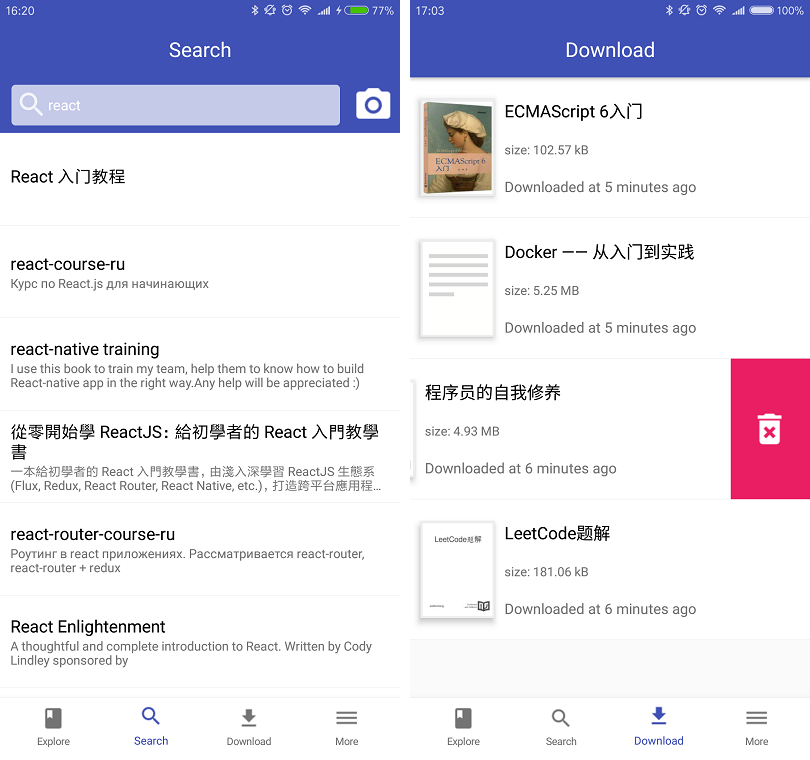 16:20
77%
Search
react
React 入门教程
react-course-ru
Курс по React.js для начинающих
react-native training
I use this book to train my team, help them to know how to build
React-native app in the right way.Any help will be appreciated :)
從零開始學 ReactJS：給初學者的 React 入門教學
書
一本給初學者的 React 入門教學書，由淺入深學習 ReactJS 生態系
(Flux, Redux, React Router, React Native, etc.)，打造跨平台應用程...
react-router-course-ru
Роутинг в react приложениях. Рассматривается react-router,
react-router + redux
React Enlightenment
A thoughtful and complete introduction to React. Written by Cody
Lindley sponsored by
Explore
Search
Download
More
17:03
100%
Download
ECMAScript 6
入门
ECMAScript 6入门
size: 102.57 kB
Downloaded at 5 minutes ago
Docker —— 从入门到实践
size: 5.25 MB
Downloaded at 5 minutes ago
程序员的自我修养
size: 4.93 MB
Downloaded at 6 minutes ago
LeetCode题解
LeetCode题解
size: 181.06 kB
Downloaded at 6 minutes ago
Explore
Search
Download
More